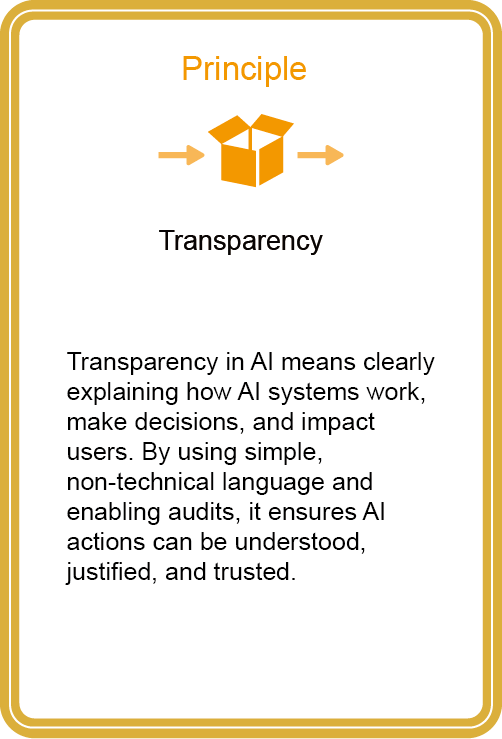 Principle
Transparency
Transparency in AI means clearly
explaining how AI systems work,
make decisions, and impact
users. By using simple,
non-technical language and
enabling audits, it ensures AI
actions can be understood,
justified, and trusted.